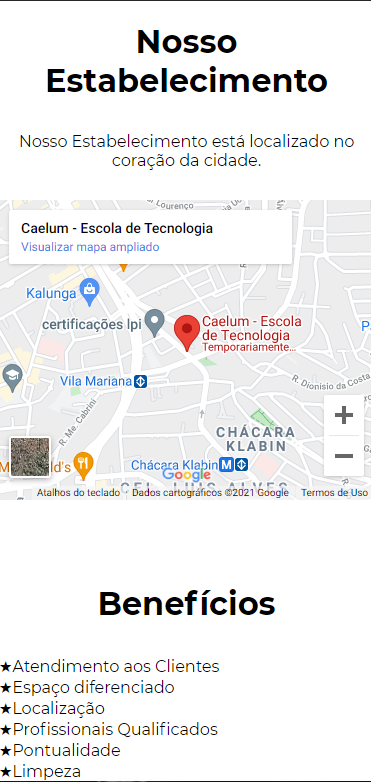 Nosso
Estabelecimento
Nosso Estabelecimento está localizado no
coração da cidade.
Lourenço
Caelum - Escola de Tecnologia
Visualizar mapa ampliado
Kalunga
certificações lpi
Caelum - Escola
de Tecnologia
Temporariamente...
Vila Mariana
R. Dionísio da Costa
R. Me. Cabrini
CHÁCARA
KLABIN
Chácara Klabin
M
Google
Atalhos do teclado
Dados cartográficos ©2021 Google
Termos de Uso
Benefícios
★Atendimento aos Clientes
★Espaço diferenciado
★Localização
★Profissionais Qualificados
★Pontualidade
★Limpeza